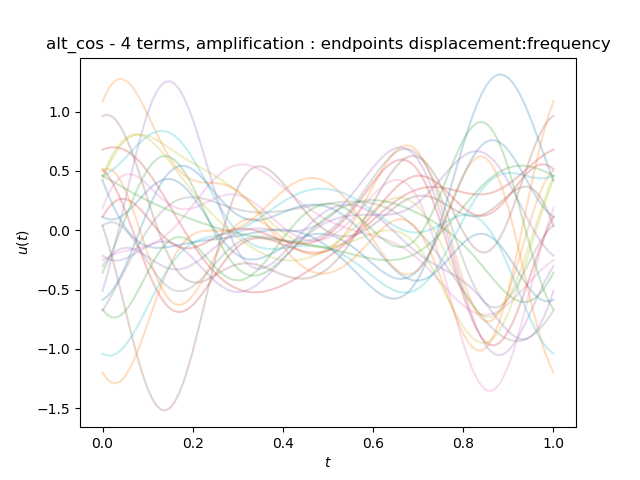 alt_cos - 4 terms, amplification : endpoints displacement:frequency
1.0
0.5
0.0
−0.5
−1.0
−1.5
u(t)
0.0 0.2 0.4 0.6 0.8 1.0
t